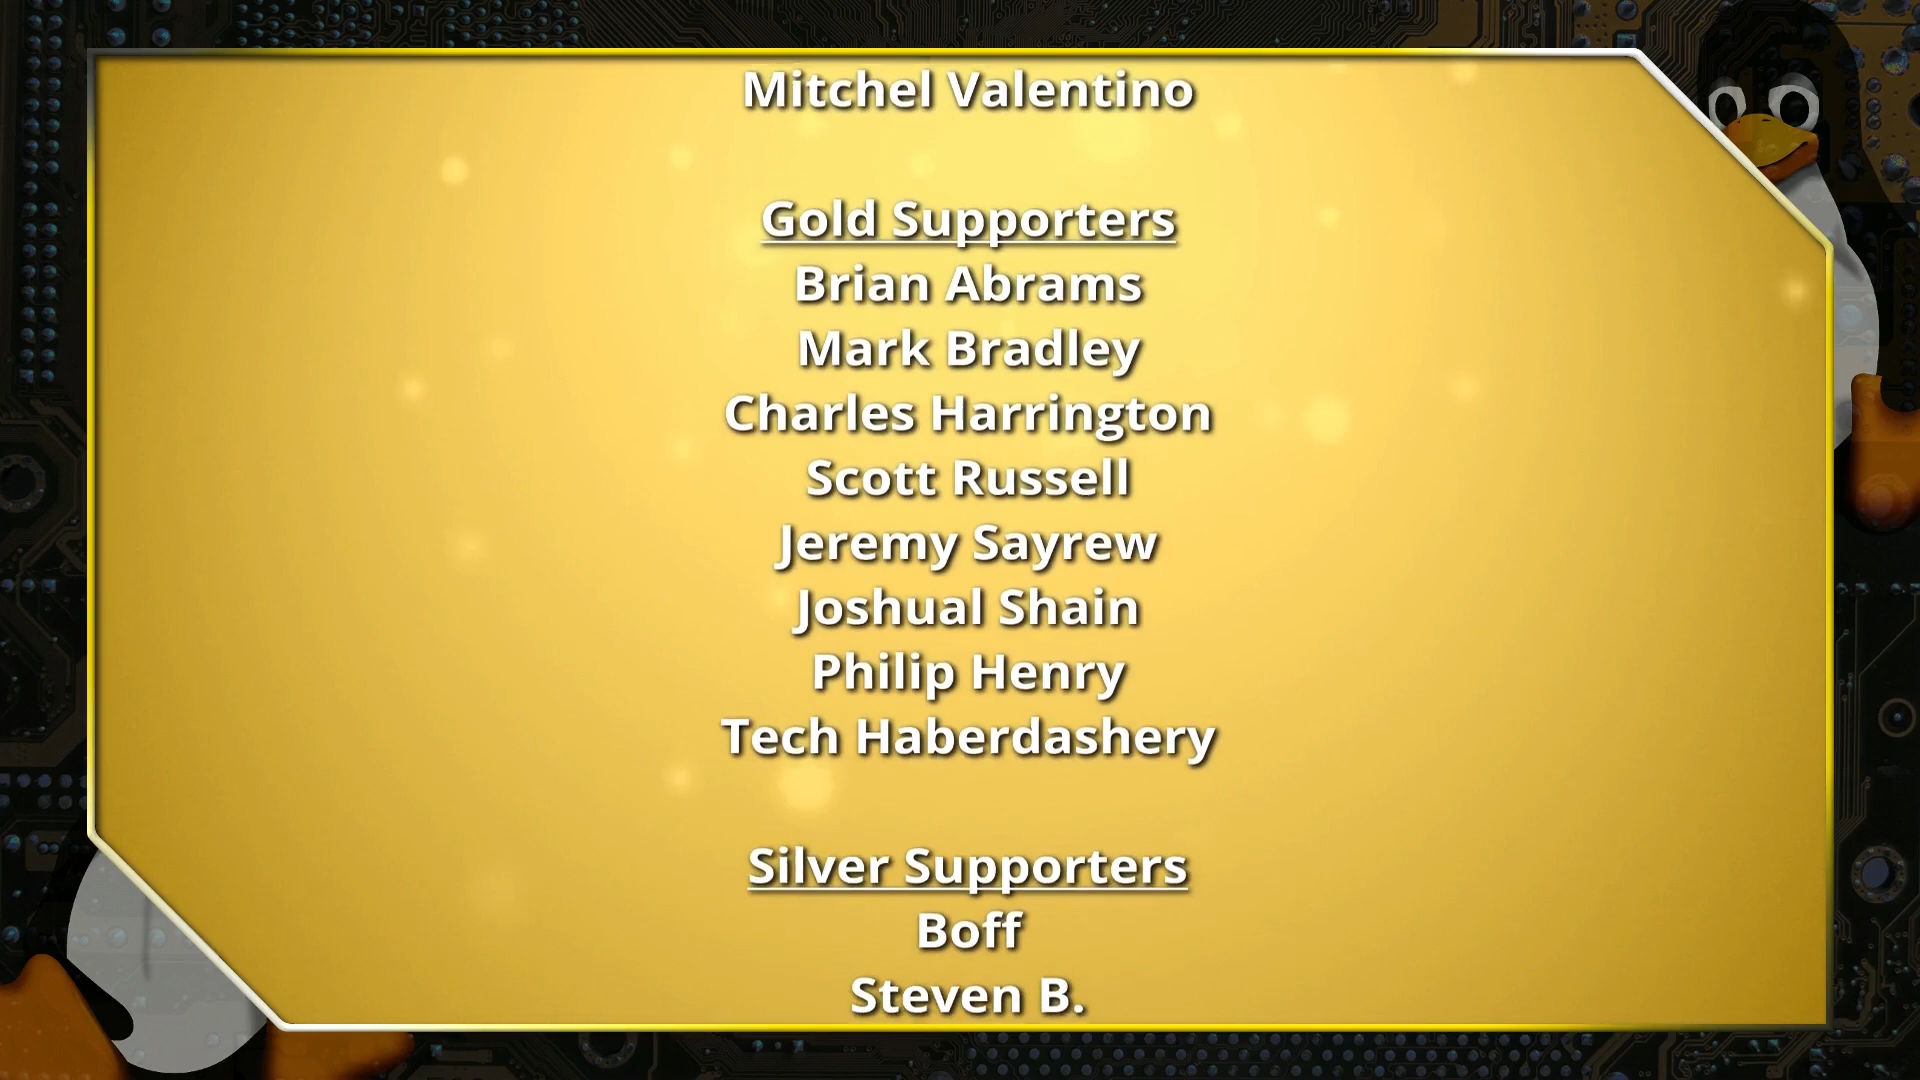 Mitchel Valentino
Gold Supporters
Brian Abrams
Mark Bradley
Charles Harrington
Scott Russell
Jeremy Sayrew
Joshual Shain
Philip Henry
Tech Haberdashery
Silver Supporters
Boff
Steven B.